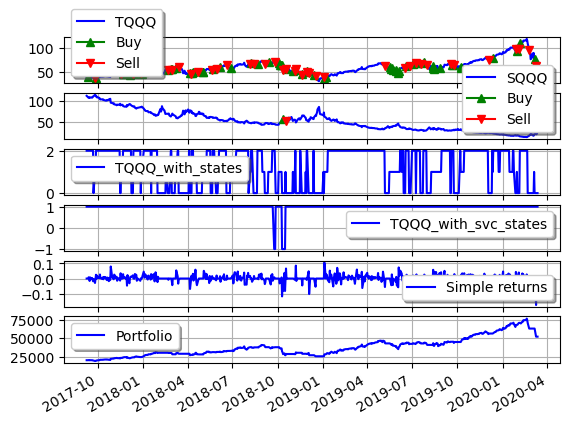 TQQQ
Buy
Sell
100
50
SQQQ
Buy
Sell
100
50
TQQQ_with_states
2
0
TQQQ_with_svc_states
1
0
−1
Simple returns
0.1
0.0
−0.1
Portfolio
75000
50000
25000
2017-10 2018-01 2018-04 2018-07 2018-10 2019-01 2019-04 2019-07 2019-10 2020-01 2020-04